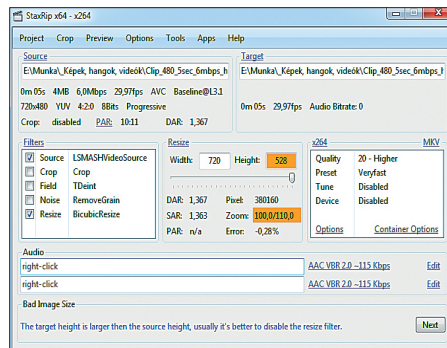 StaxRip x64 - x264
Project Crop Preview Options Tools Apps Help
Source
E:\Munka\_Képek, hangok, videók\Clip_480_5sec_6mbps_h
0m 05s 4MB 6,0Mbps 29,97fps AVC Baseline@L3.1
720x480 YUV 4:2:0 8Bits Progressive
Crop: disabled PAR: 10:11 DAR: 1,367
Target
E:\Munka\_Képek, hangok, videók\Clip_480_5sec_6mbps_h
0m 05s 29,97fps Audio Bitrate: 0
Filters
Source LSMASHVideoSource
Crop Crop
Field TDeint
Noise RemoveGrain
Resize BicubicResize
Resize
Width: 720 Height: 528
DAR: 1,367 Pixel: 380160
SAR: 1,363 Zoom: 100,0/110,0
PAR: n/a Error: -0,28%
x264 MKV
Quality 20 - Higher
Preset Veryfast
Tune Disabled
Device Disabled
Options Container Options
Audio
right-click AAC VBR 2.0 ~115 Kbps Edit
right-click AAC VBR 2.0 ~115 Kbps Edit
Bad Image Size
The target height is larger then the source height, usually it's better to disable the resize filter.
Next